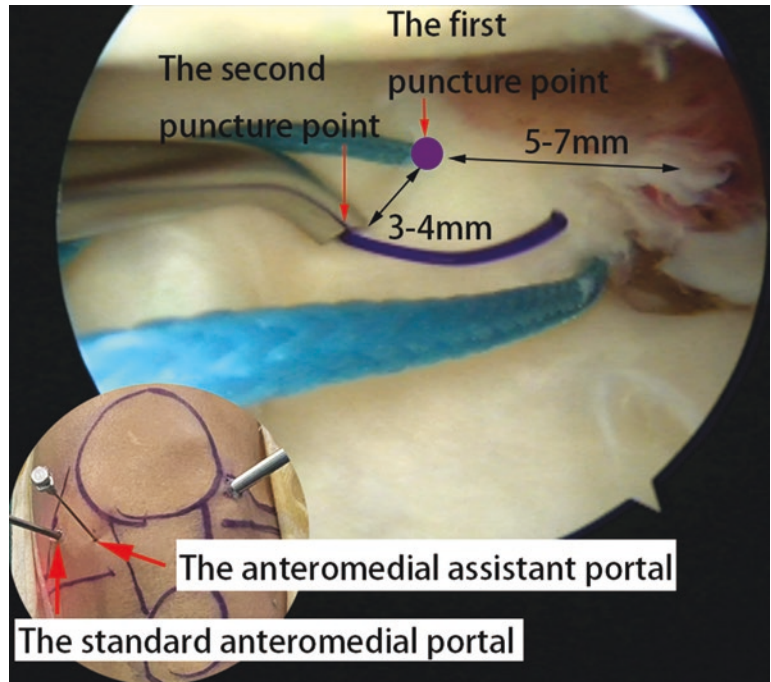 The first
puncture point
The second
puncture point
5-7mm
3-4mm
The anteromedial assistant portal
The standard anteromedial portal